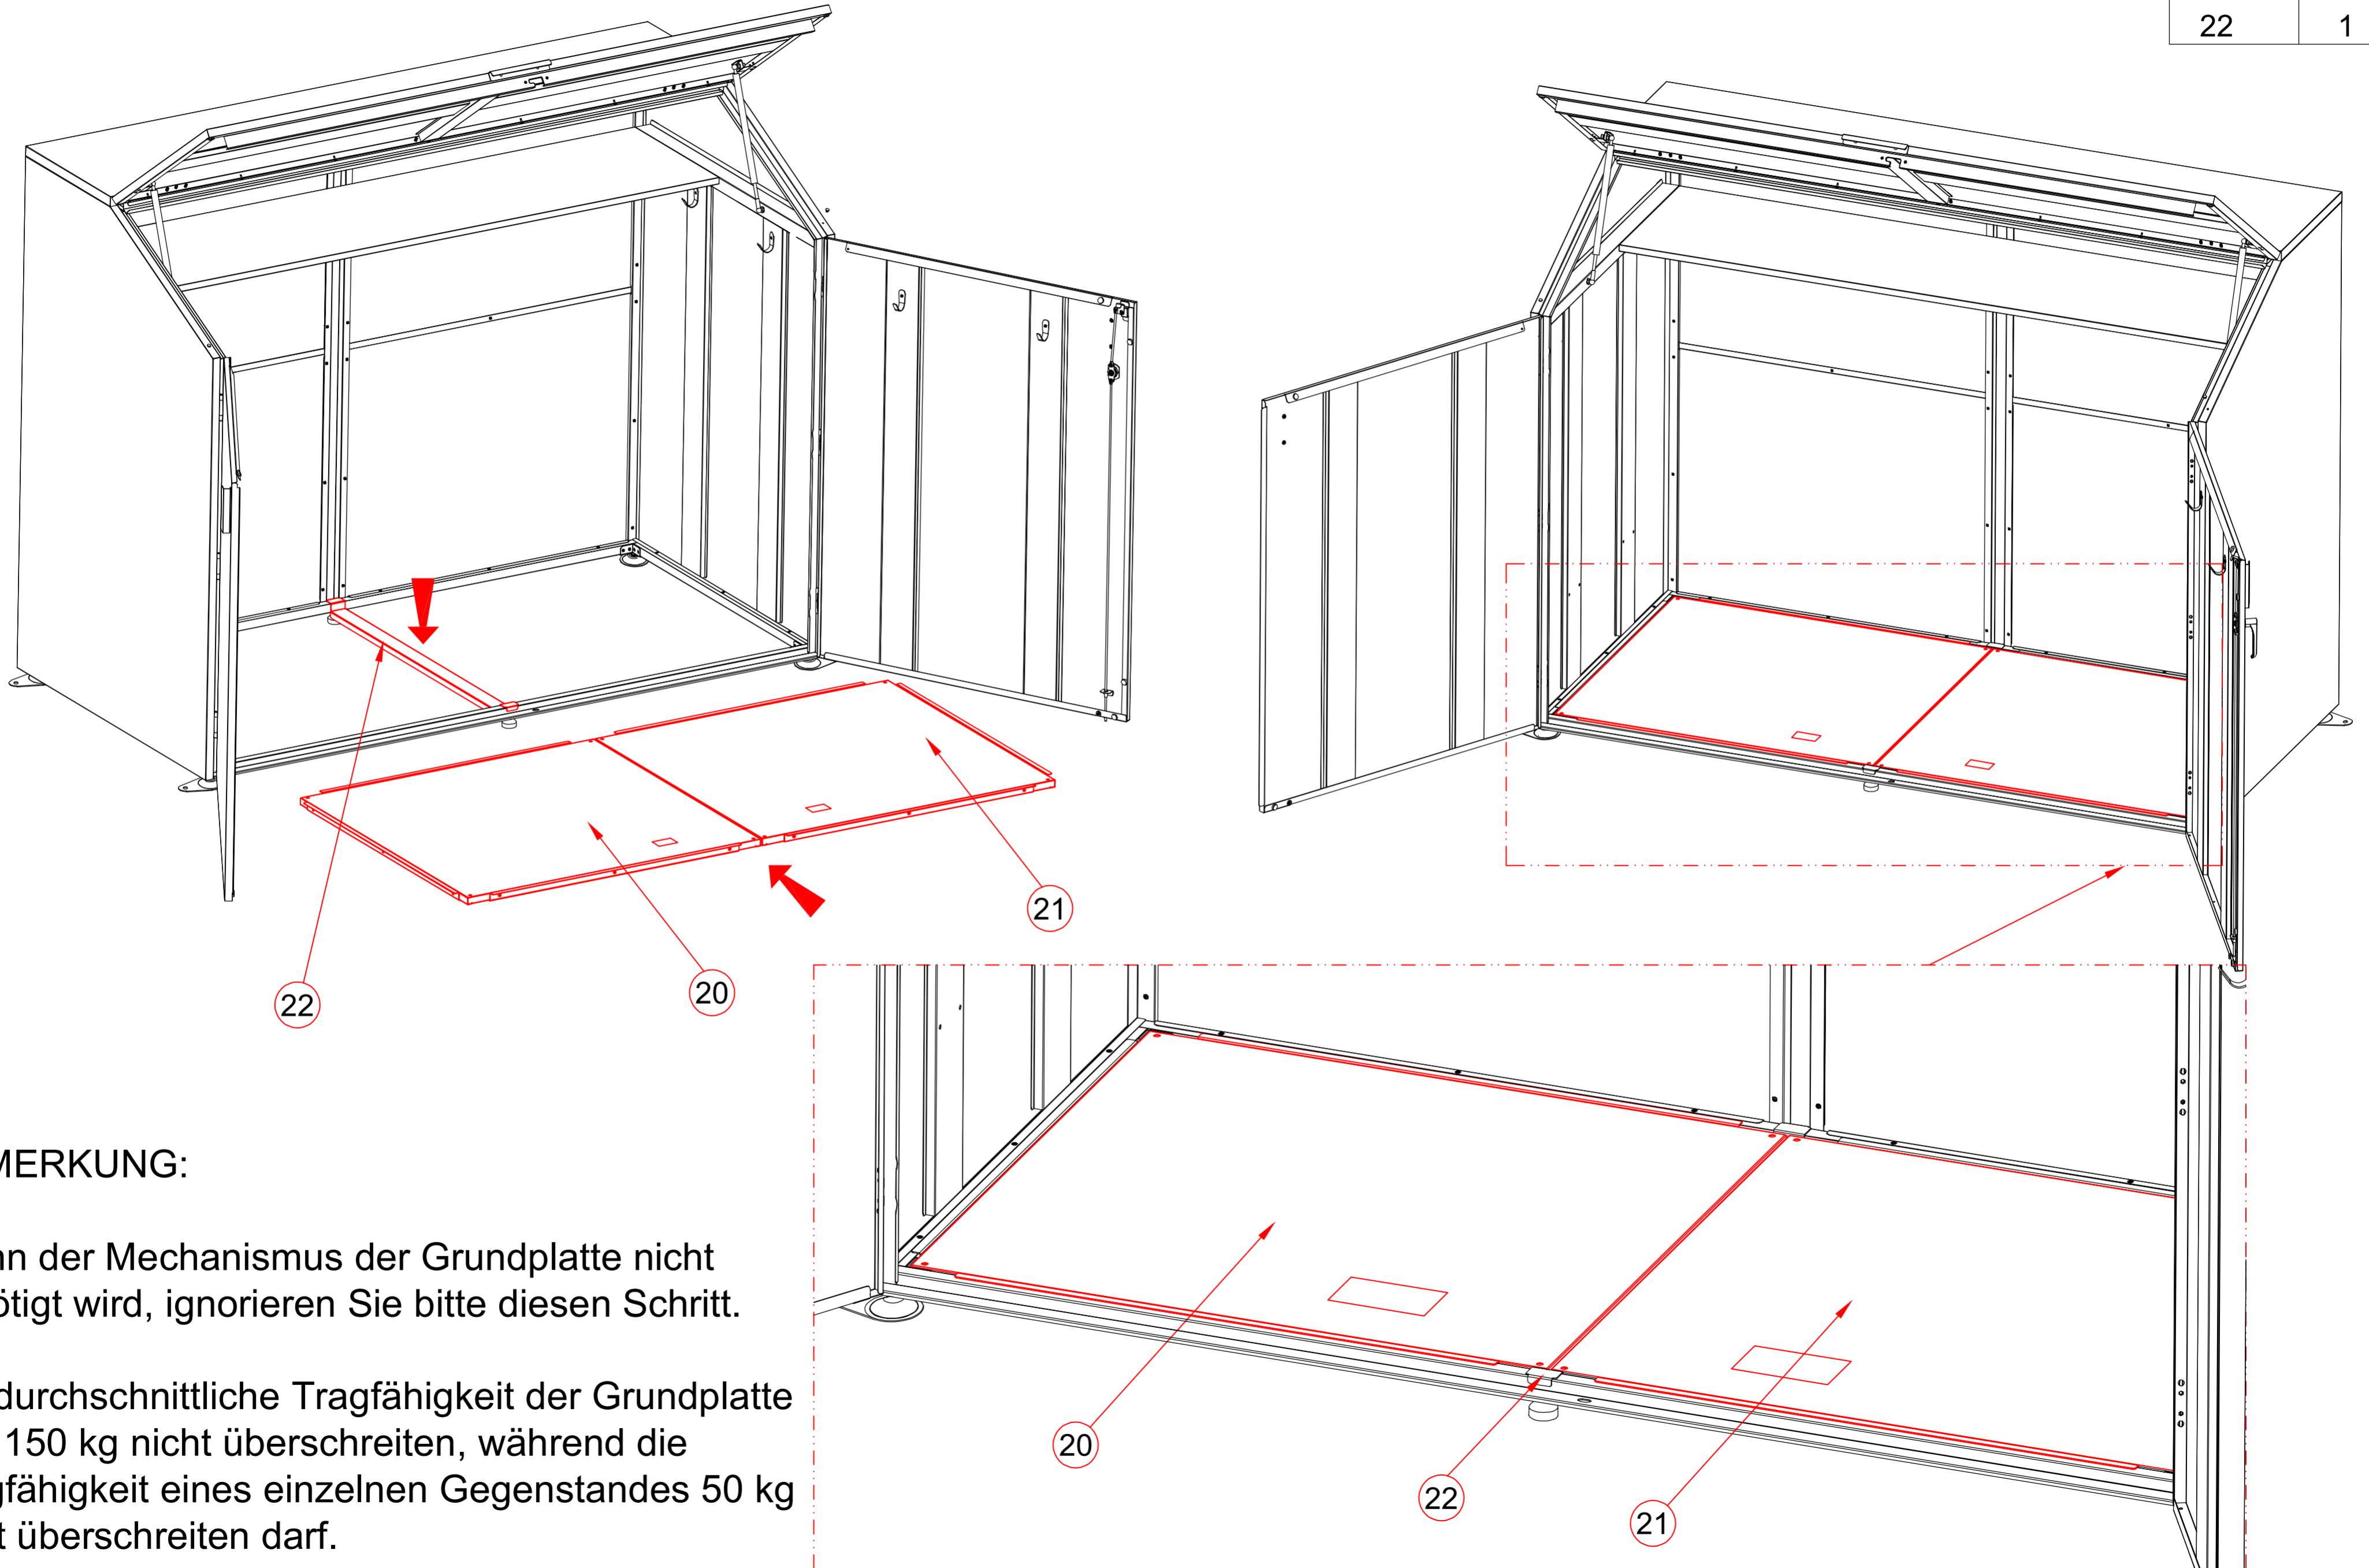 22 1
21
20
22
MERKUNG:
nn der Mechanismus der Grundplatte nicht
ötigt wird, ignorieren Sie bitte diesen Schritt.
durchschnittliche Tragfähigkeit der Grundplatte
150 kg nicht überschreiten, während die
gfähigkeit eines einzelnen Gegenstandes 50 kg
t überschreiten darf.
20
22
21